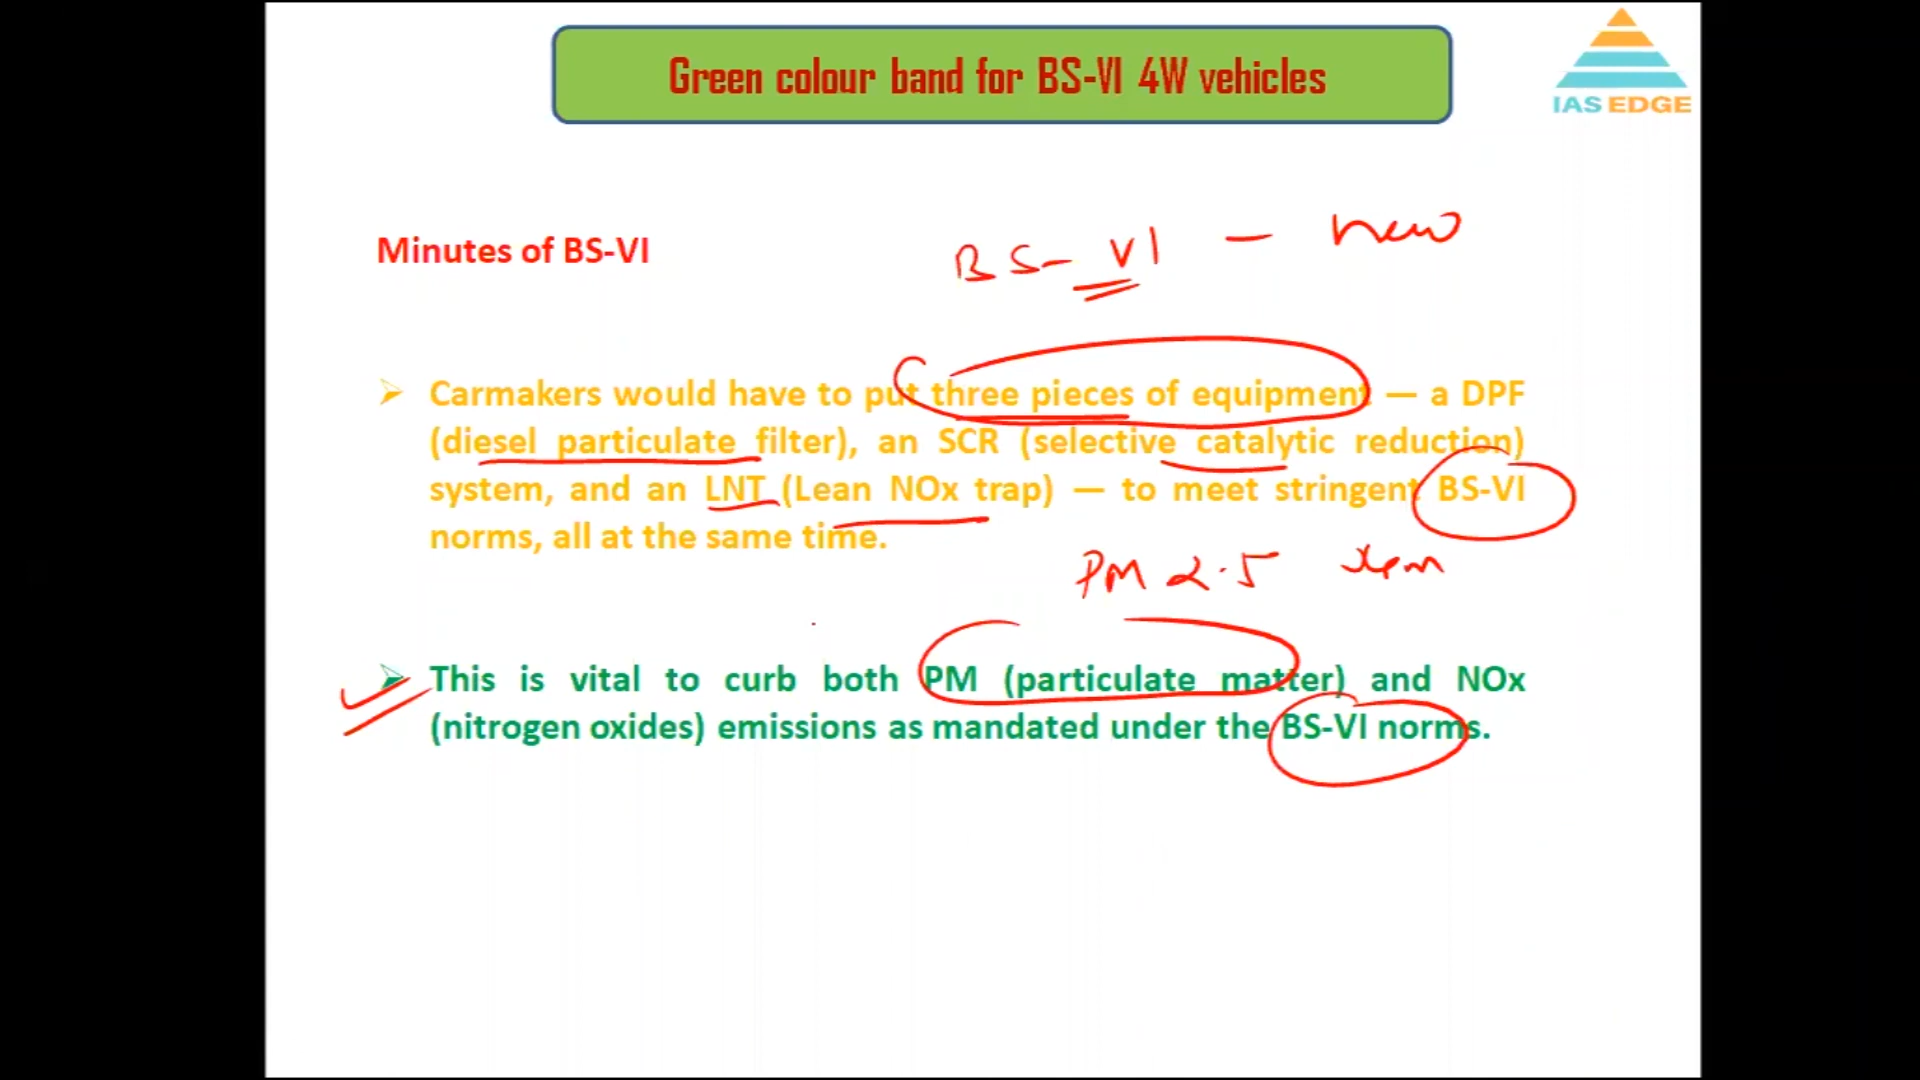 Green colour band for BS-VI 4W vehicles
IAS EDGE
Minutes of BS-VI
BS- VI - new
Carmakers would have to put three pieces of equipment — a DPF
(diesel particulate filter), an SCR (selective catalytic reduction)
system, and an LNT (Lean NOx trap) — to meet stringent BS-VI
norms, all at the same time.
PM 2.5
This is vital to curb both PM (particulate matter) and NOx
(nitrogen oxides) emissions as mandated under the BS-VI norms.